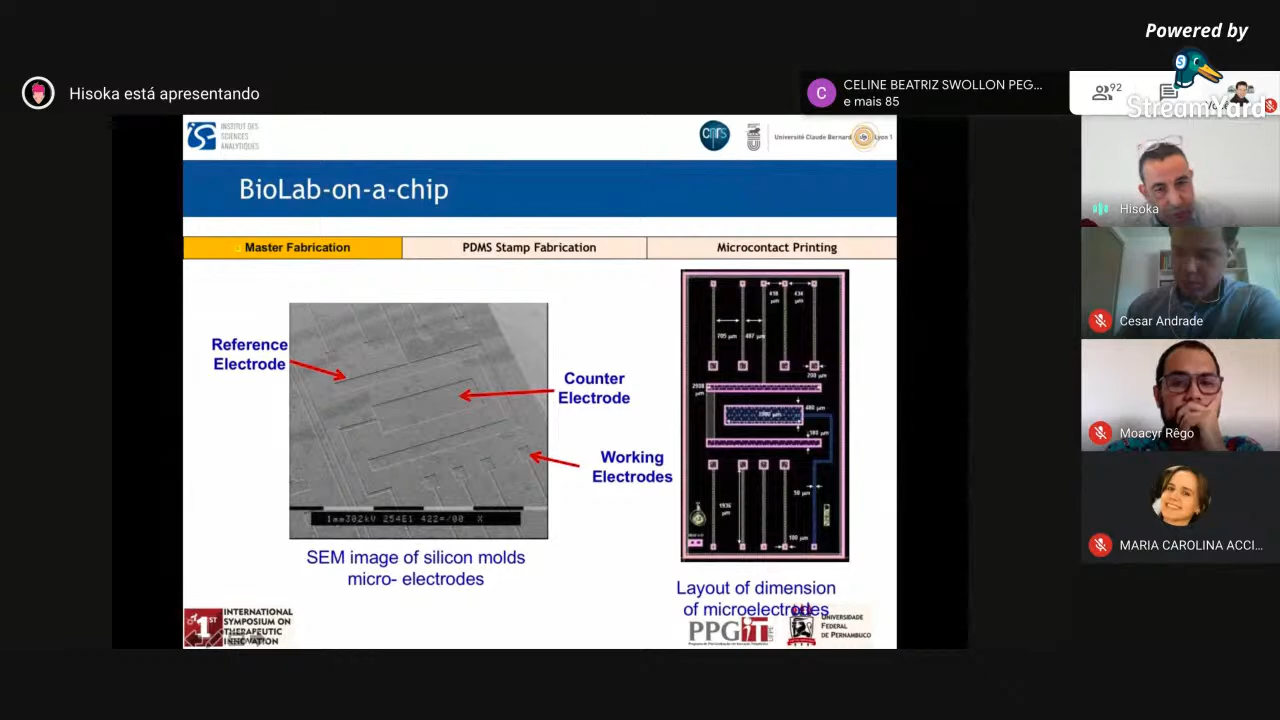 Powered by
StreamYard
Hisoka está apresentando
CELINE BEATRIZ SWOLLON PEG...
e mais 85
92
INSTITUT DES
SCIENCES
ANALYTIQUES
cnrs
Université Claude Bernard Lyon 1
BioLab-on-a-chip
Master Fabrication
PDMS Stamp Fabrication
Microcontact Printing
Reference
Electrode
Counter
Electrode
Working
Electrodes
SEM image of silicon molds
micro- electrodes
Layout of dimension
of microelectrodes
1ST
INTERNATIONAL
SYMPOSIUM ON
THERAPEUTIC
INNOVATION
PPGIT
UNIVERSIDADE
FEDERAL
DE PERNAMBUCO
Hisoka
Cesar Andrade
Moacyr Rêgo
MARIA CAROLINA ACCI...